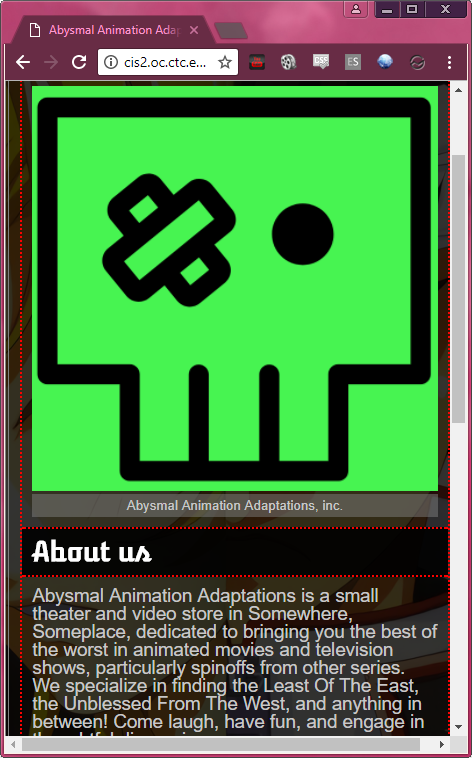 Abysmal Animation Adap
cis2.oc.ctc.e...
CSP
ES
Abysmal Animation Adaptations, inc.
About us
Abysmal Animation Adaptations is a small
theater and video store in Somewhere,
Someplace, dedicated to bringing you the best of
the worst in animated movies and television
shows, particularly spinoffs from other series.
We specialize in finding the Least Of The East,
the Unblessed From The West, and anything in
between! Come laugh, have fun, and engage in